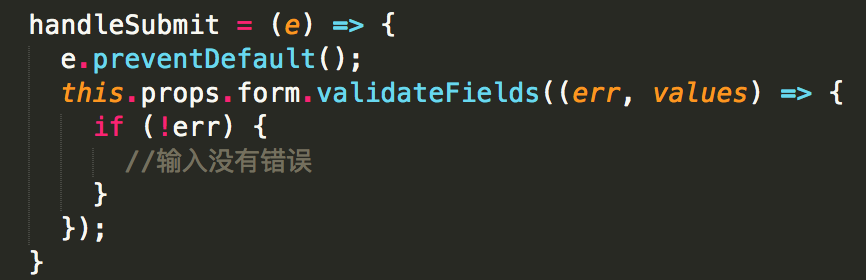 handleSubmit = (e) => {
  e.preventDefault();
  this.props.form.validateFields((err, values) => {
    if (!err) {
      //输入没有错误
    }
  });
}